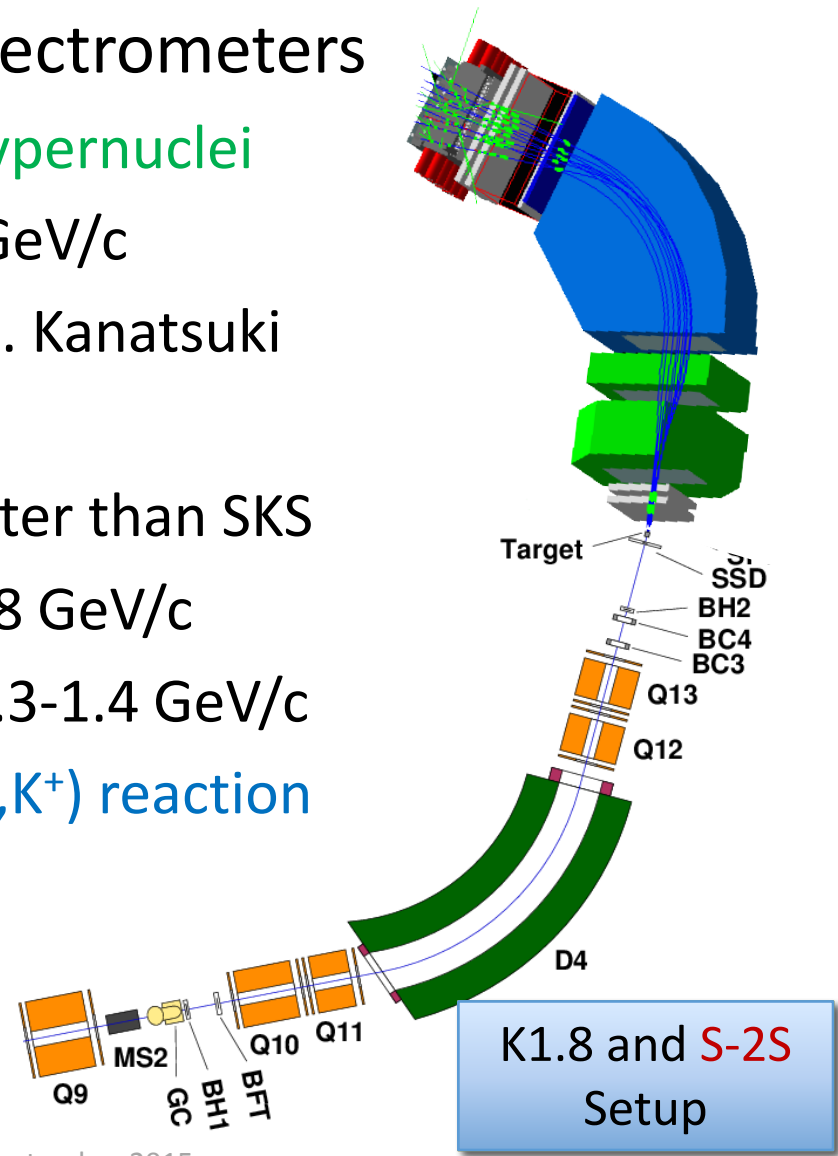 ectrometers
ypernuclei
GeV/c
. Kanatsuki
ter than SKS
8 GeV/c
.3-1.4 GeV/c
,K⁺) reaction
Target
SSD
BH2
BC4
BC3
Q13
Q12
D4
Q11
Q10
BFT
BH1
GC
MS2
Q9
K1.8 and S-2S
Setup